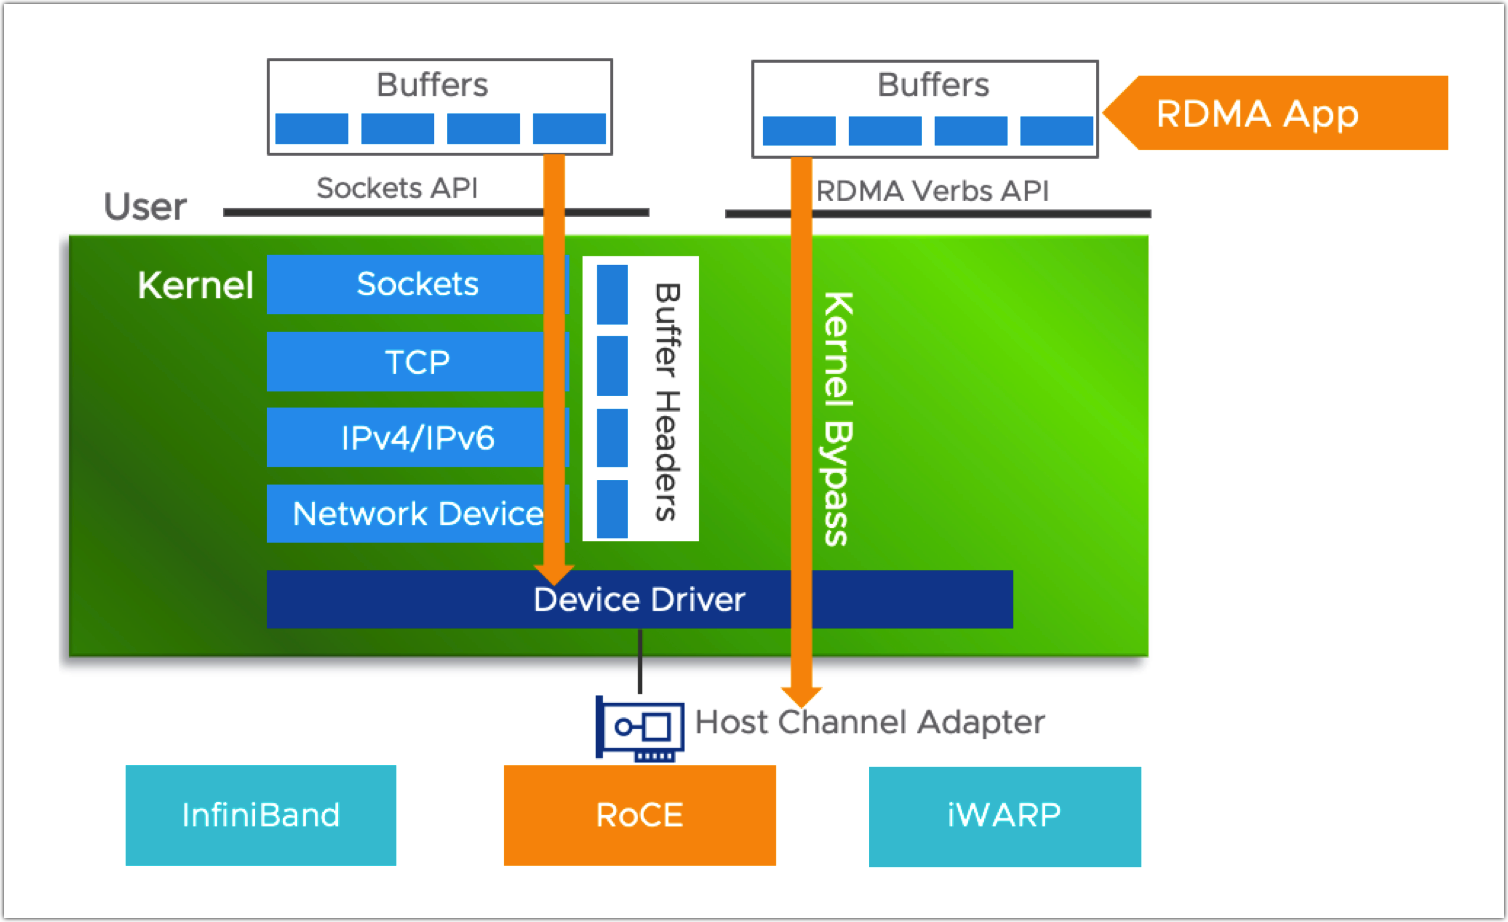 Buffers
Buffers
RDMA App
Sockets API
RDMA Verbs API
User
Kernel
Sockets
TCP
IPv4/IPv6
Network Device
Buffer Headers
Kernel Bypass
Device Driver
Host Channel Adapter
InfiniBand
RoCE
iWARP